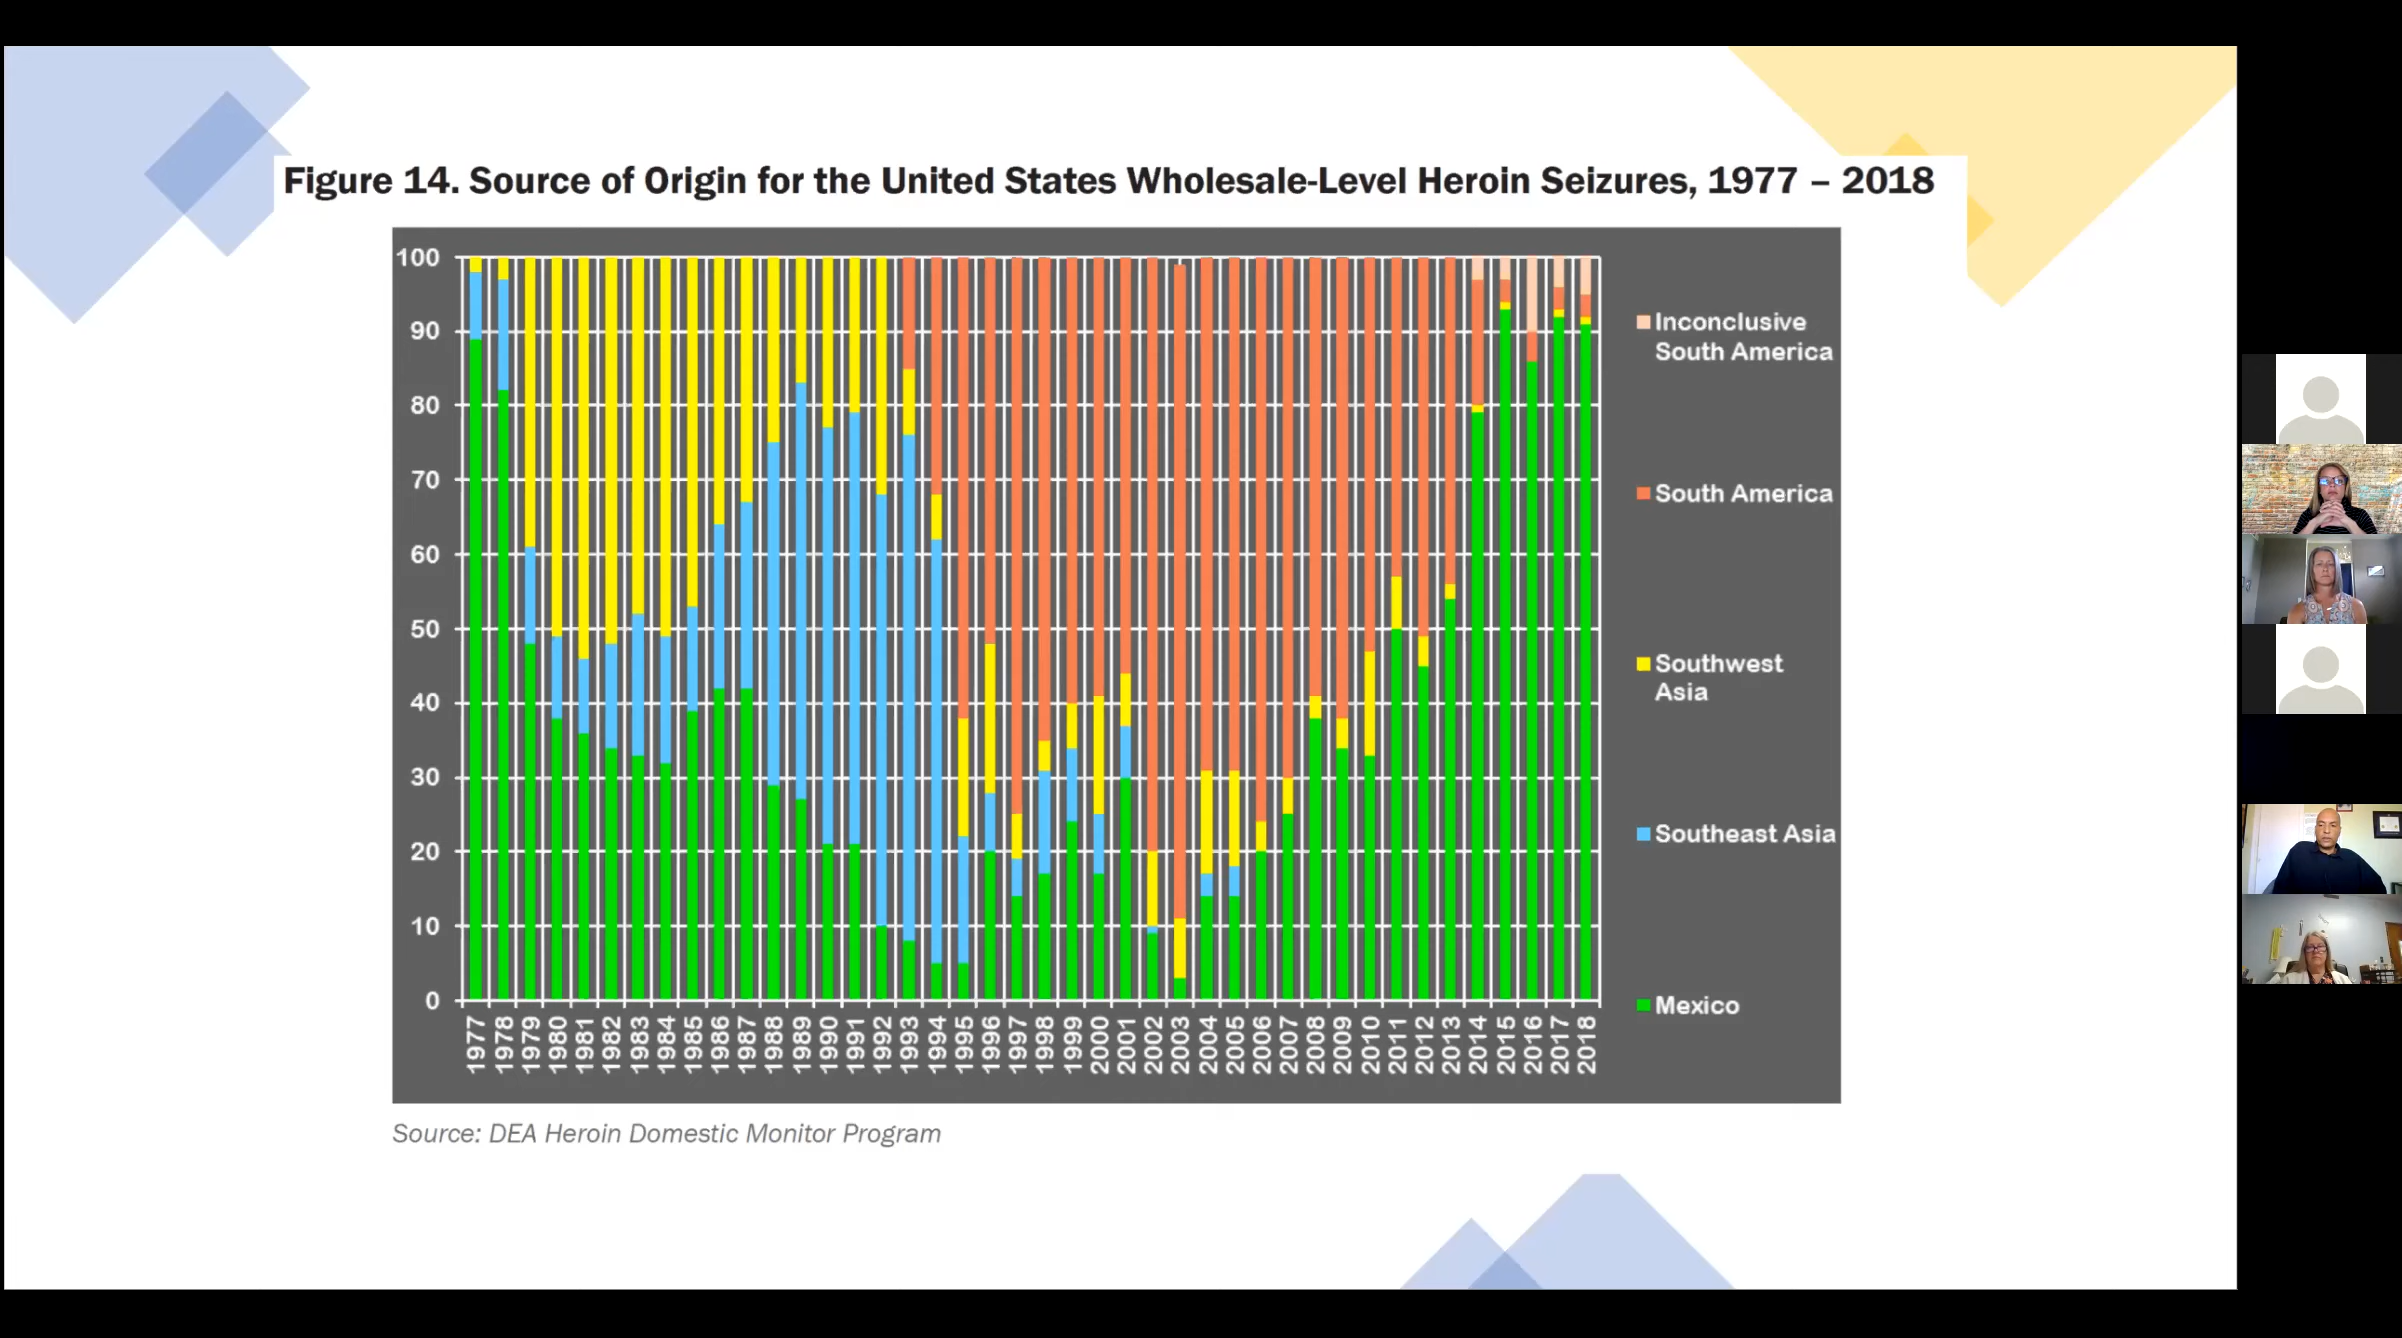 Figure 14. Source of Origin for the United States Wholesale-Level Heroin Seizures, 1977 – 2018
100
90
80
70
60
50
40
30
20
10
0
1977 1978 1979 1980 1981 1982 1983 1984 1985 1986 1987 1988 1989 1990 1991 1992 1993 1994 1995 1996 1997 1998 1999 2000 2001 2002 2003 2004 2005 2006 2007 2008 2009 2010 2011 2012 2013 2014 2015 2016 2017 2018
Inconclusive
South America
South America
Southwest
Asia
Southeast Asia
Mexico
Source: DEA Heroin Domestic Monitor Program